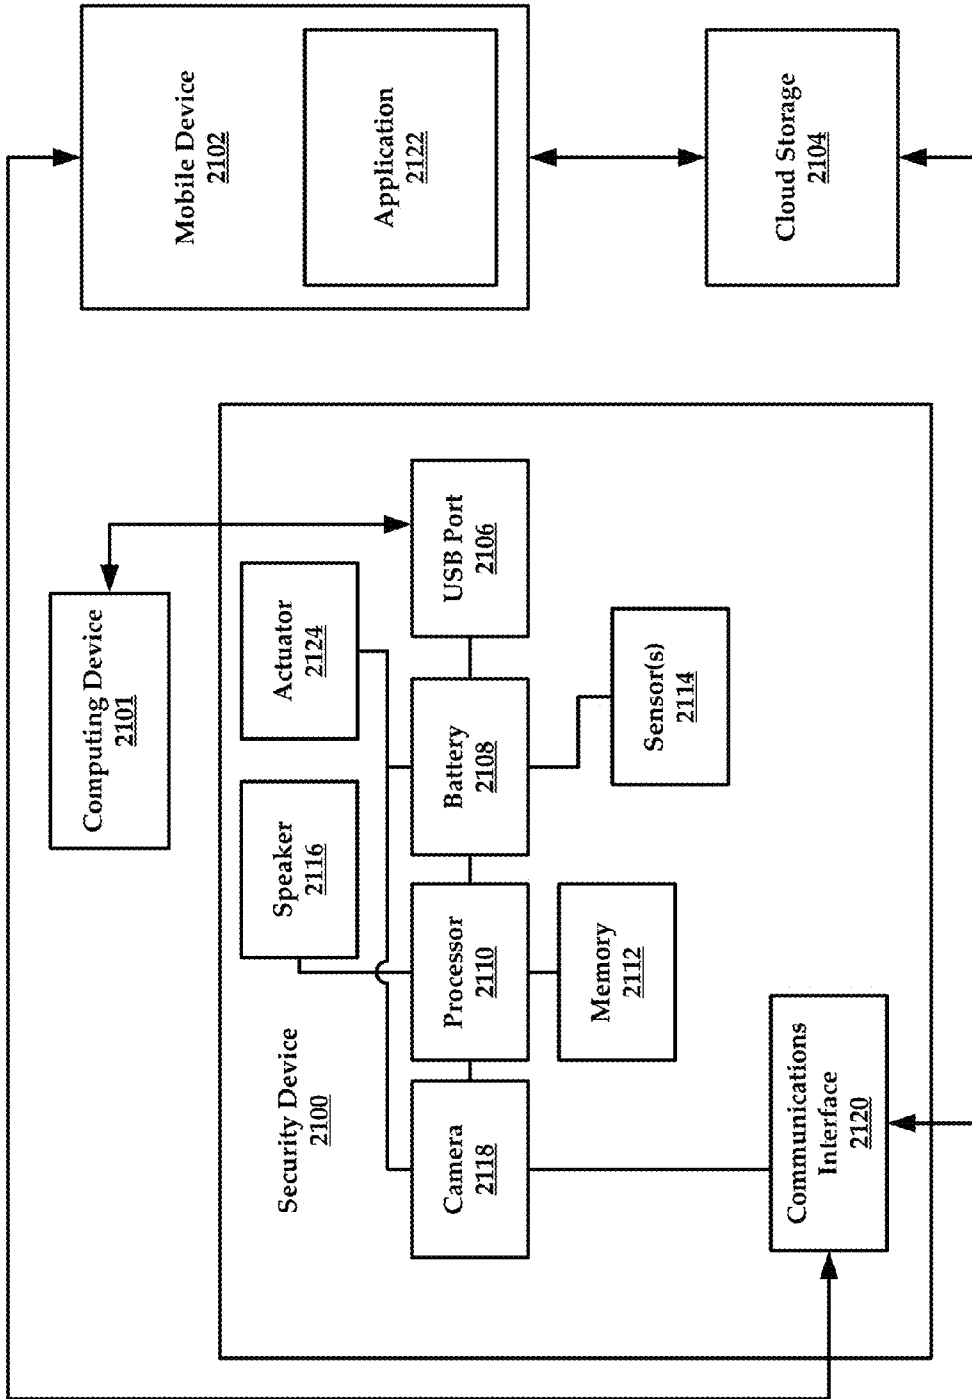 Computing Device
2101
Mobile Device
2102
Application
2122
Security Device
2100
Speaker
2116
Actuator
2124
Camera
2118
Processor
2110
Battery
2108
USB Port
2106
Memory
2112
Sensor(s)
2114
Communications
Interface
2120
Cloud Storage
2104